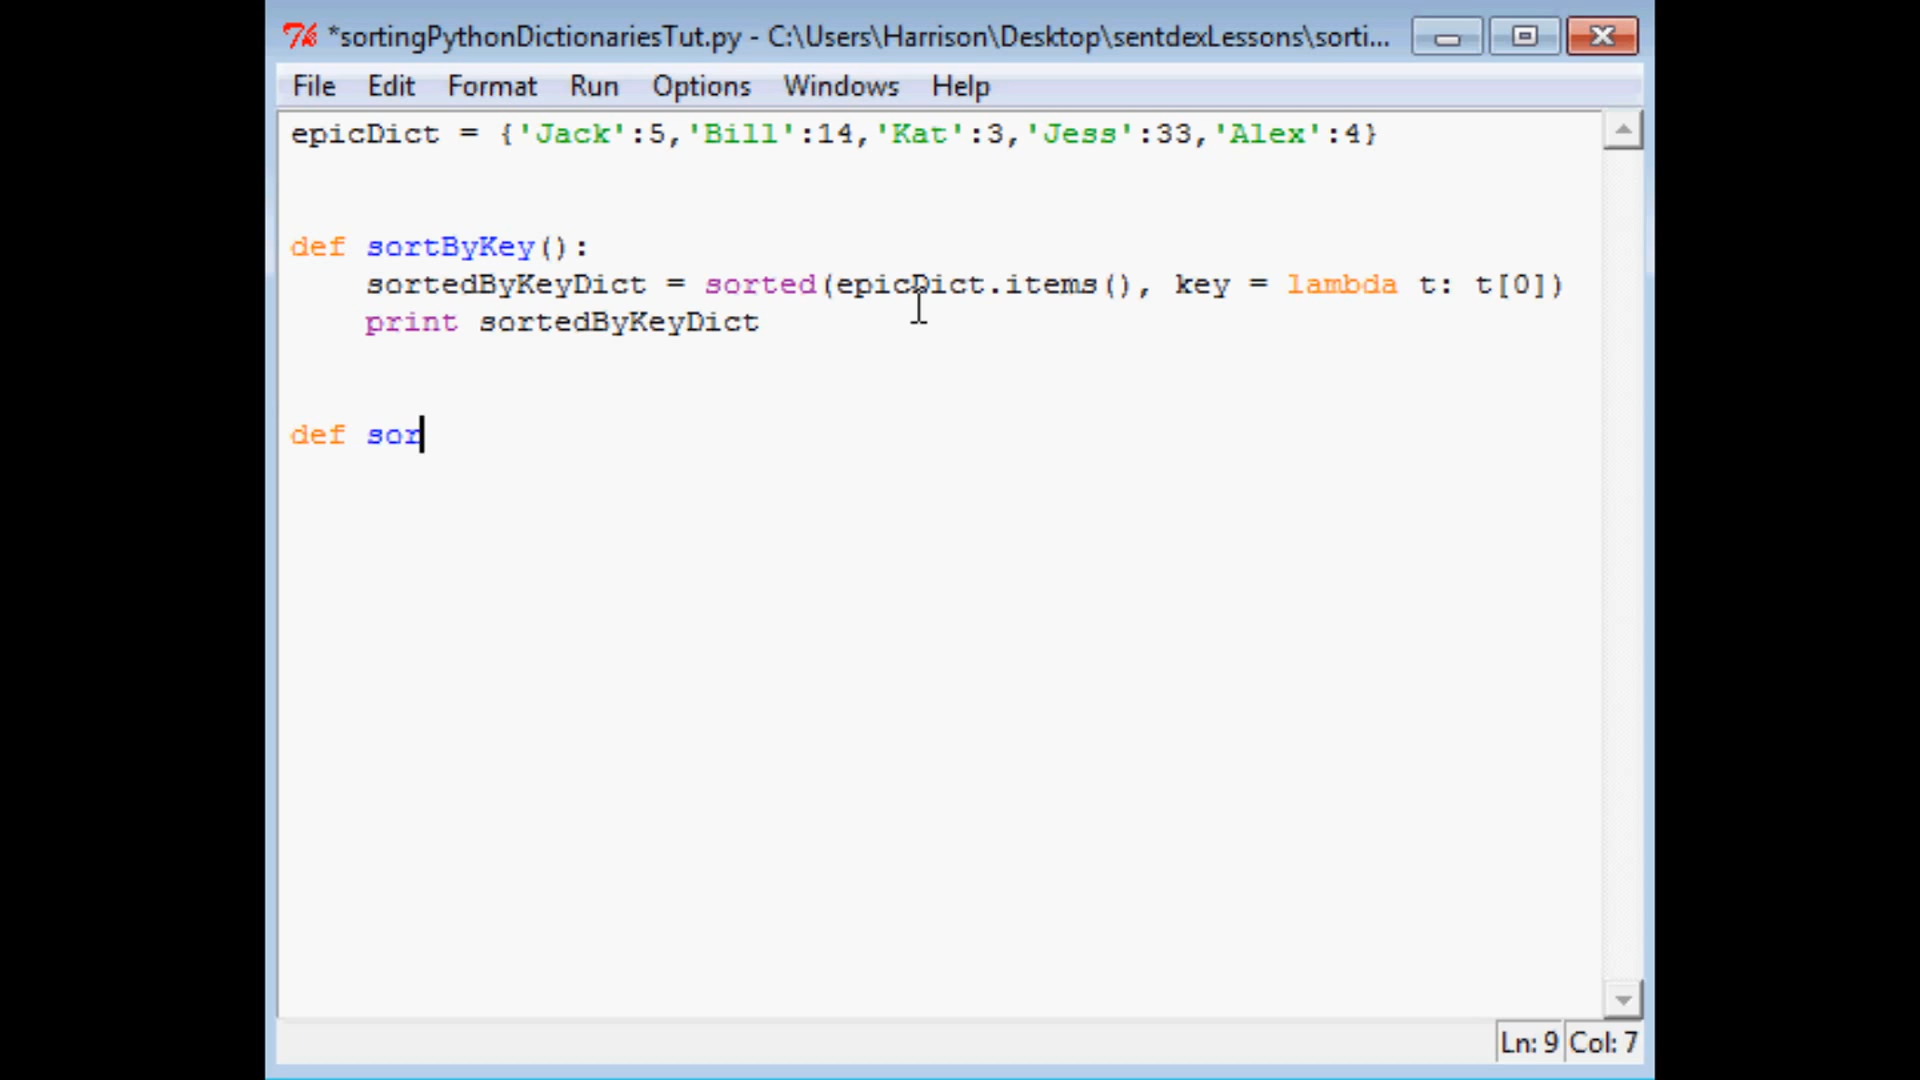 *sortingPythonDictionariesTut.py - C:\Users\Harrison\Desktop\sentdexLessons\sorti...
File Edit Format Run Options Windows Help
epicDict = {'Jack':5,'Bill':14,'Kat':3,'Jess':33,'Alex':4}
def sortByKey():
    sortedByKeyDict = sorted(epicDict.items(), key = lambda t: t[0])
    print sortedByKeyDict
def sor
Ln: 9 Col: 7